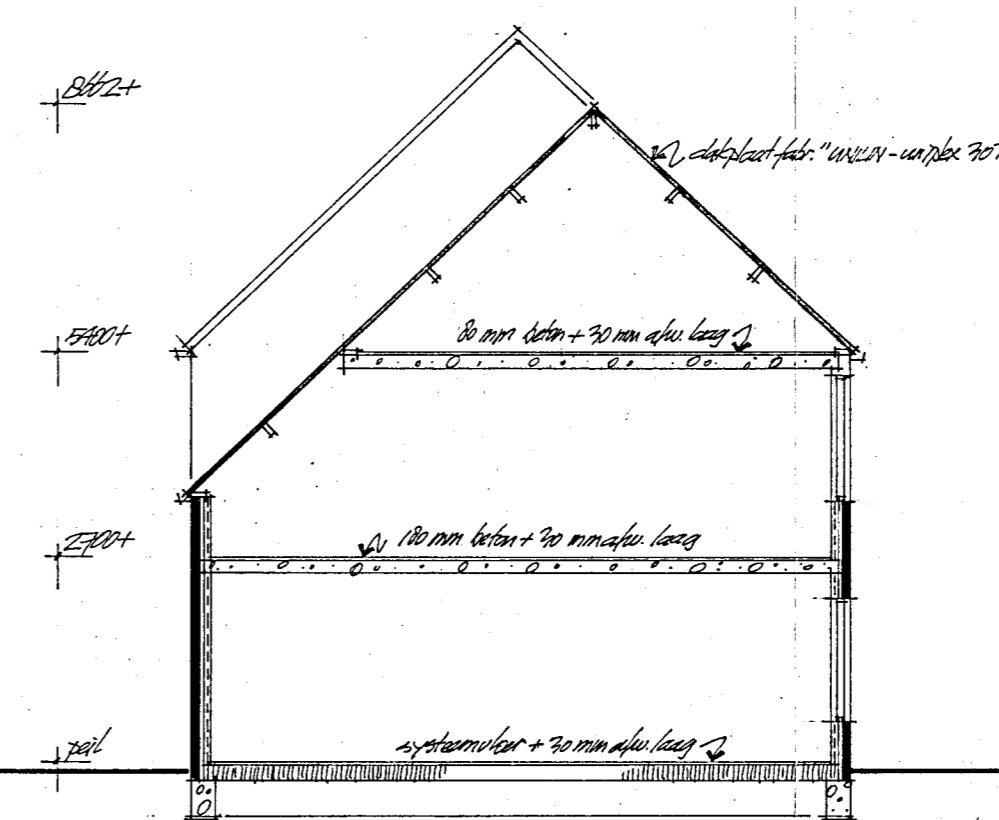 8662+
dakplaat fabr. "UNILIN - uniplex 307
5400+
80 mm beton + 30 mm afw. laag
2700+
180 mm beton + 30 mm afw. laag
peil
systeemvloer + 30 mm afw. laag